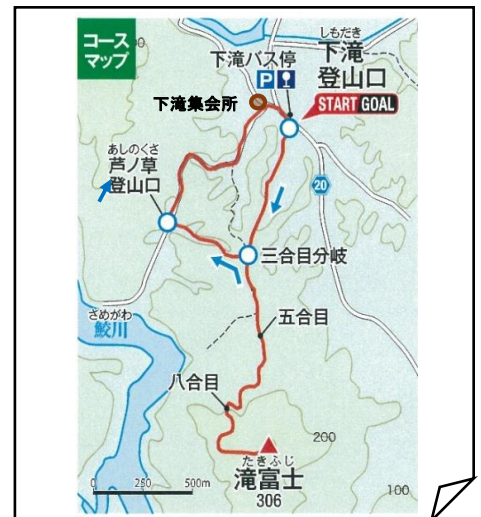 コース
マップ
00
しもだき
下滝
登山口
下滝バス停
P
START GOAL
下滝集会所
あしのくさ
芦ノ草
登山口
20
三合目分岐
さめがわ
鮫川
五合目
八合目
200
たきふじ
滝富士
306
0 250 500m
100